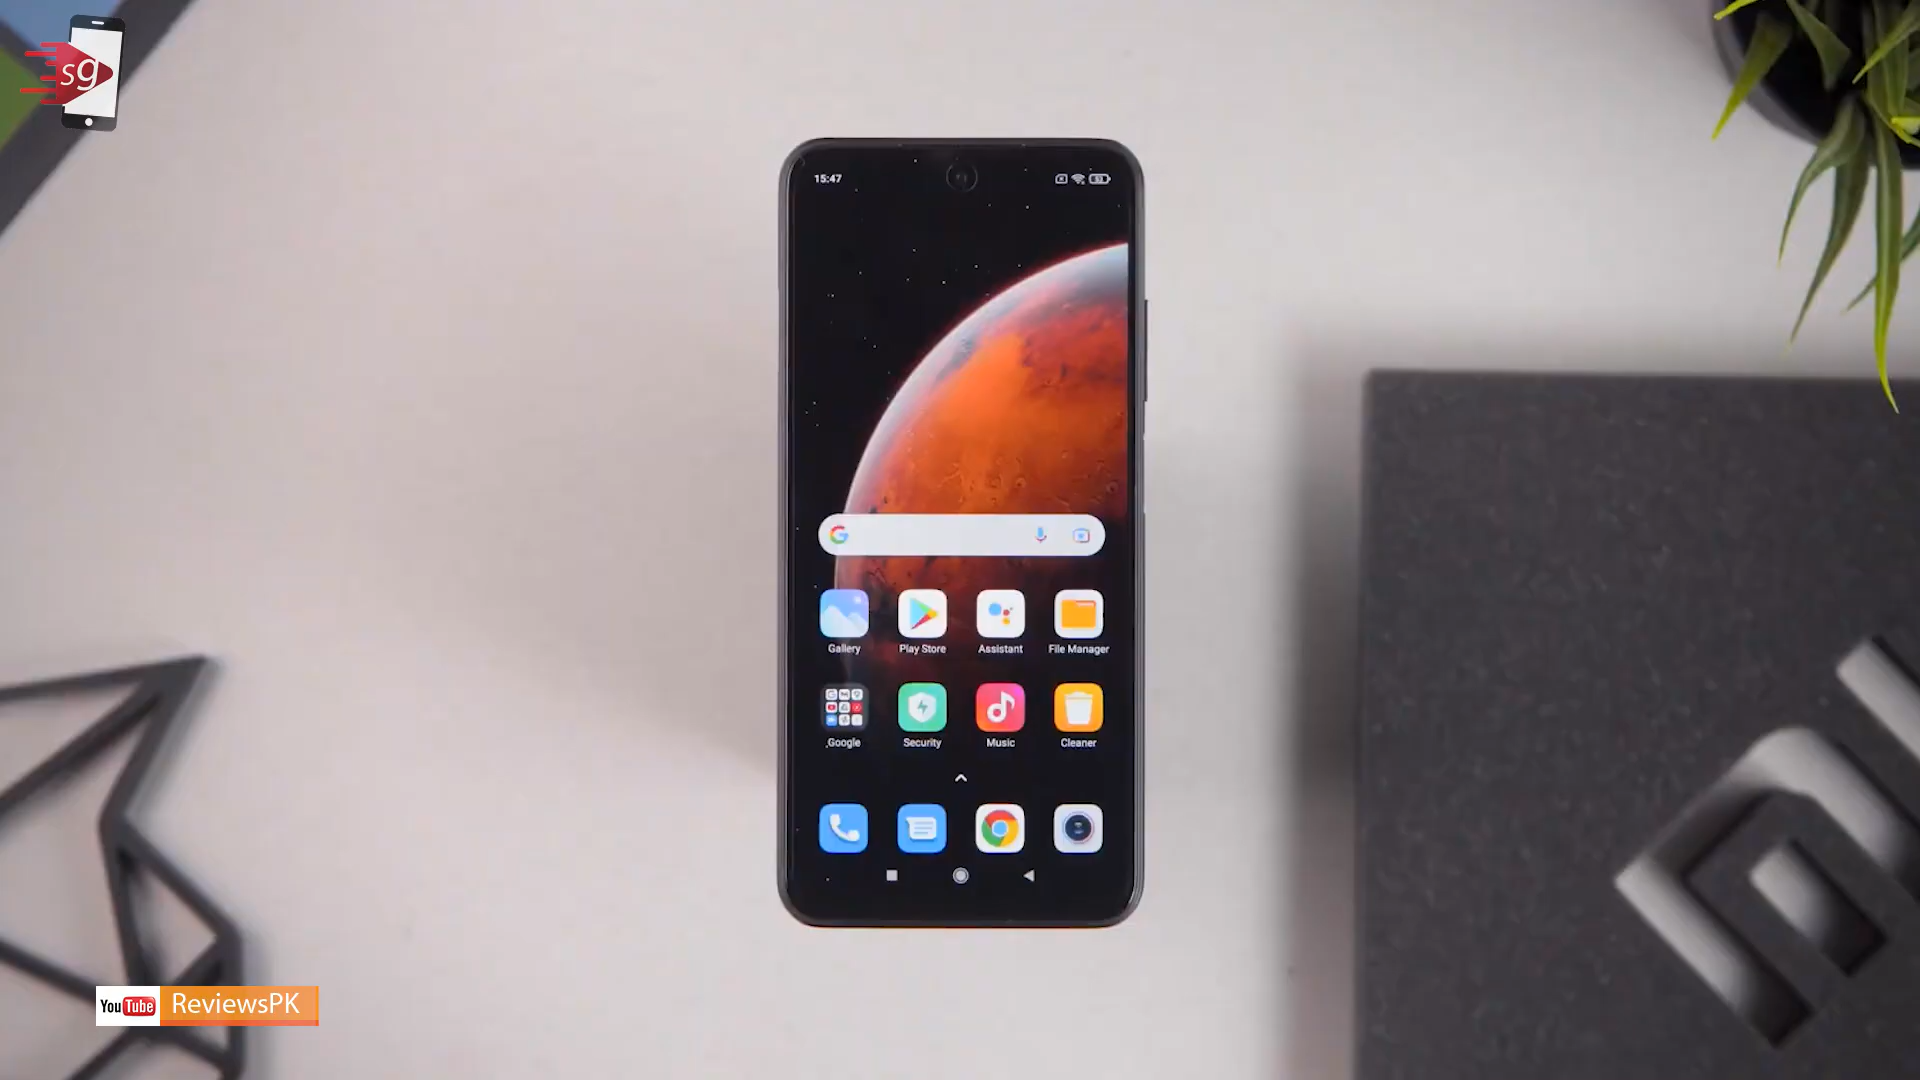 sg
15:47
Gallery
Play Store
Assistant
File Manager
Google
Security
Music
Cleaner
YouTube ReviewsPK